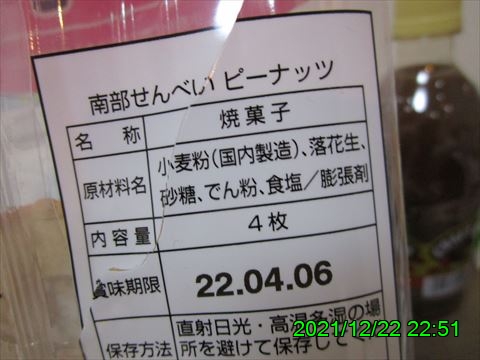 南部せんべい ピーナッツ
名 称 焼菓子
原材料名 小麦粉(国内製造)、落花生、
砂糖、でん粉、食塩/膨張剤
内容量 4枚
賞味期限 22.04.06
保存方法 直射日光・高温多湿の場
所を避けて保存して
2021/12/22 22:51